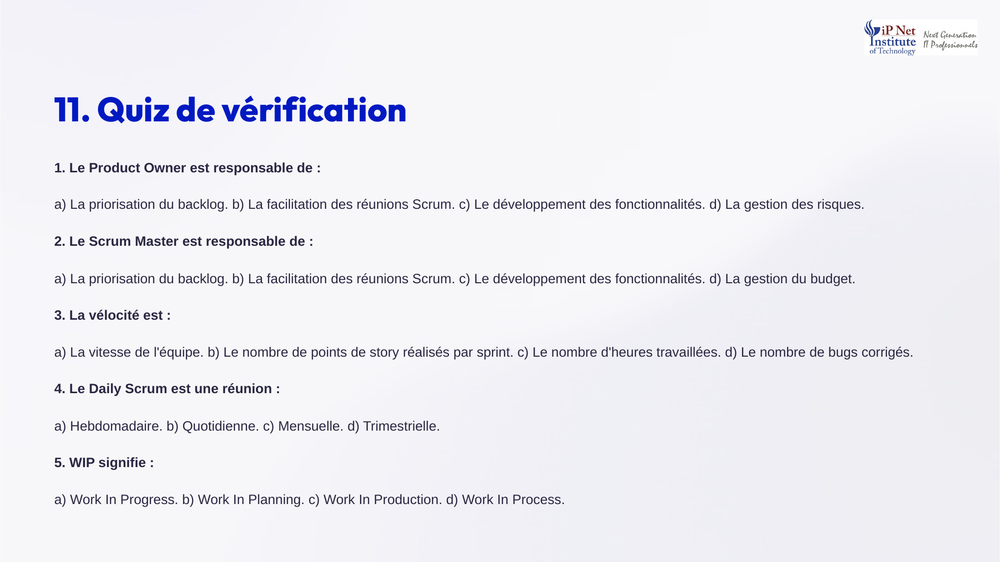 iP Net
Institute
of Technology
Next Generation
IT Professionnels
11. Quiz de vérification
1. Le Product Owner est responsable de :
a) La priorisation du backlog. b) La facilitation des réunions Scrum. c) Le développement des fonctionnalités. d) La gestion des risques.
2. Le Scrum Master est responsable de :
a) La priorisation du backlog. b) La facilitation des réunions Scrum. c) Le développement des fonctionnalités. d) La gestion du budget.
3. La vélocité est :
a) La vitesse de l'équipe. b) Le nombre de points de story réalisés par sprint. c) Le nombre d'heures travaillées. d) Le nombre de bugs corrigés.
4. Le Daily Scrum est une réunion :
a) Hebdomadaire. b) Quotidienne. c) Mensuelle. d) Trimestrielle.
5. WIP signifie :
a) Work In Progress. b) Work In Planning. c) Work In Production. d) Work In Process.